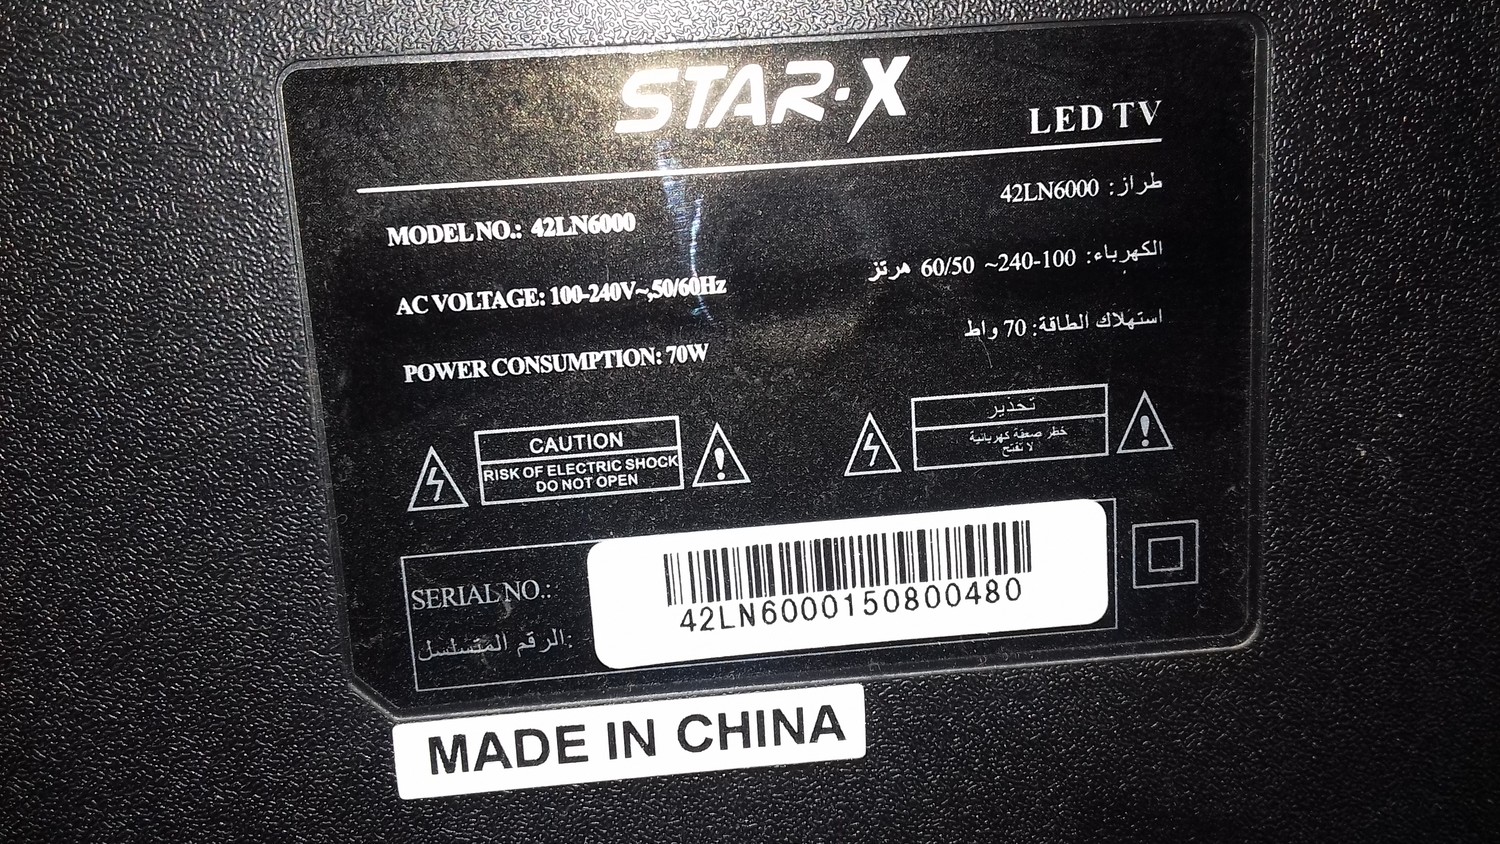 STAR-X
LED TV
MODEL NO.: 42LN6000
طراز: 42LN6000
AC VOLTAGE: 100-240V~,50/60Hz
الكهرباء: 100-240~ 60/50 هرتز
POWER CONSUMPTION: 70W
استهلاك الطاقة: 70 واط
CAUTION
RISK OF ELECTRIC SHOCK
DO NOT OPEN
تحذير
خطر صعقة كهربائية
لا تفتح
SERIAL NO.:
الرقم المتسلسل:
42LN6000150800480
MADE IN CHINA